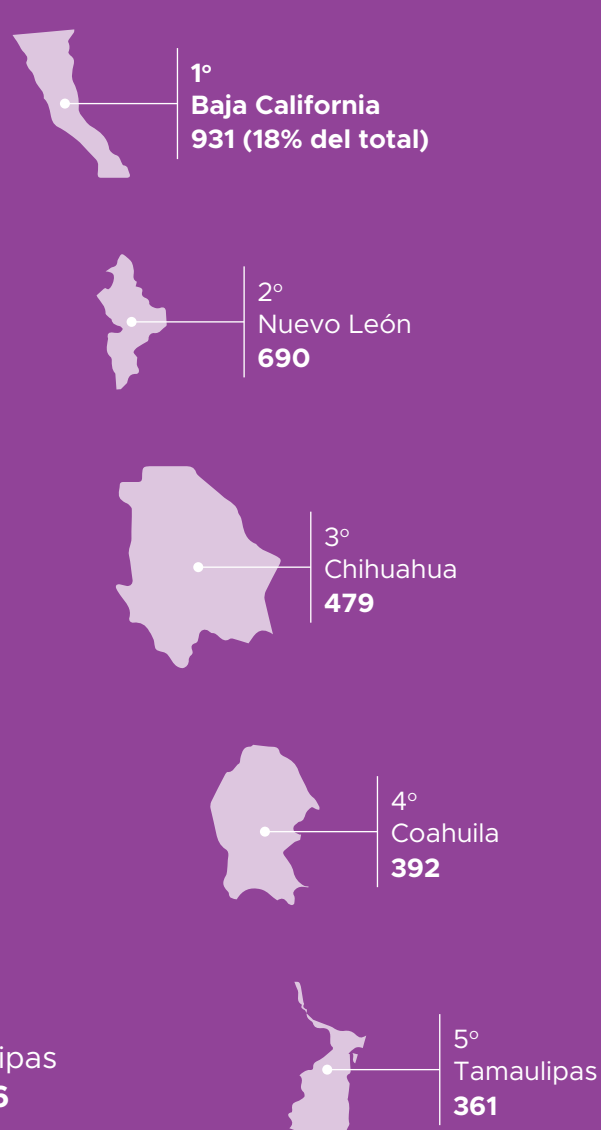 1°
Baja California
931 (18% del total)
2°
Nuevo León
690
3°
Chihuahua
479
4°
Coahuila
392
ipas
5°
Tamaulipas
361